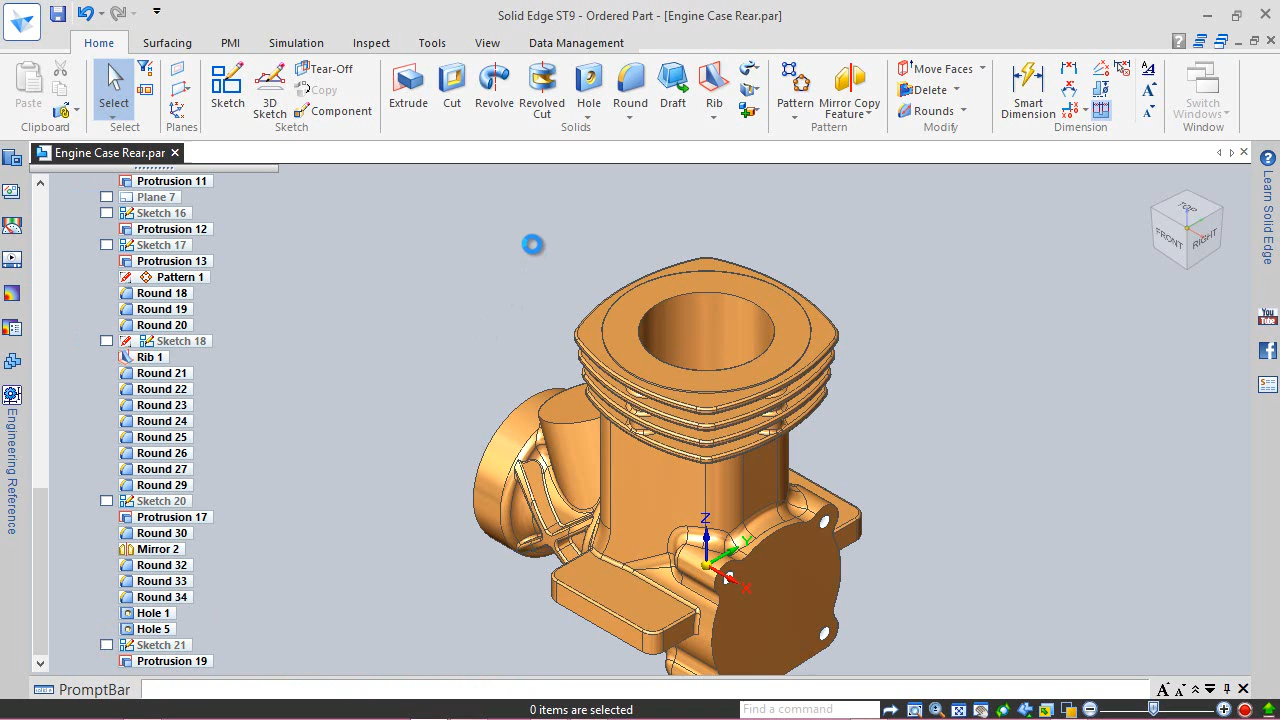 Solid Edge ST9 - Ordered Part - [Engine Case Rear.par]
Home Surfacing PMI Simulation Inspect Tools View Data Management
Paste
Clipboard
Select
Select
Planes
Sketch
3D Sketch
Tear-Off
Copy
Component
Sketch
Extrude
Cut
Revolve
Revolved Cut
Hole
Round
Draft
Rib
Solids
Pattern
Mirror Copy Feature
Pattern
Move Faces
Delete
Rounds
Modify
Smart Dimension
Dimension
Switch Windows
Window
Engine Case Rear.par
Protrusion 11
Plane 7
Sketch 16
Protrusion 12
Sketch 17
Protrusion 13
Pattern 1
Round 18
Round 19
Round 20
Sketch 18
Rib 1
Round 21
Round 22
Round 23
Round 24
Round 25
Round 26
Round 27
Round 29
Sketch 20
Protrusion 17
Round 30
Mirror 2
Round 32
Round 33
Round 34
Hole 1
Hole 5
Sketch 21
Protrusion 19
Engineering Reference
TOP
FRONT
RIGHT
Z
Y
X
Learn Solid Edge
You
Tube
PromptBar
0 items are selected
Find a command